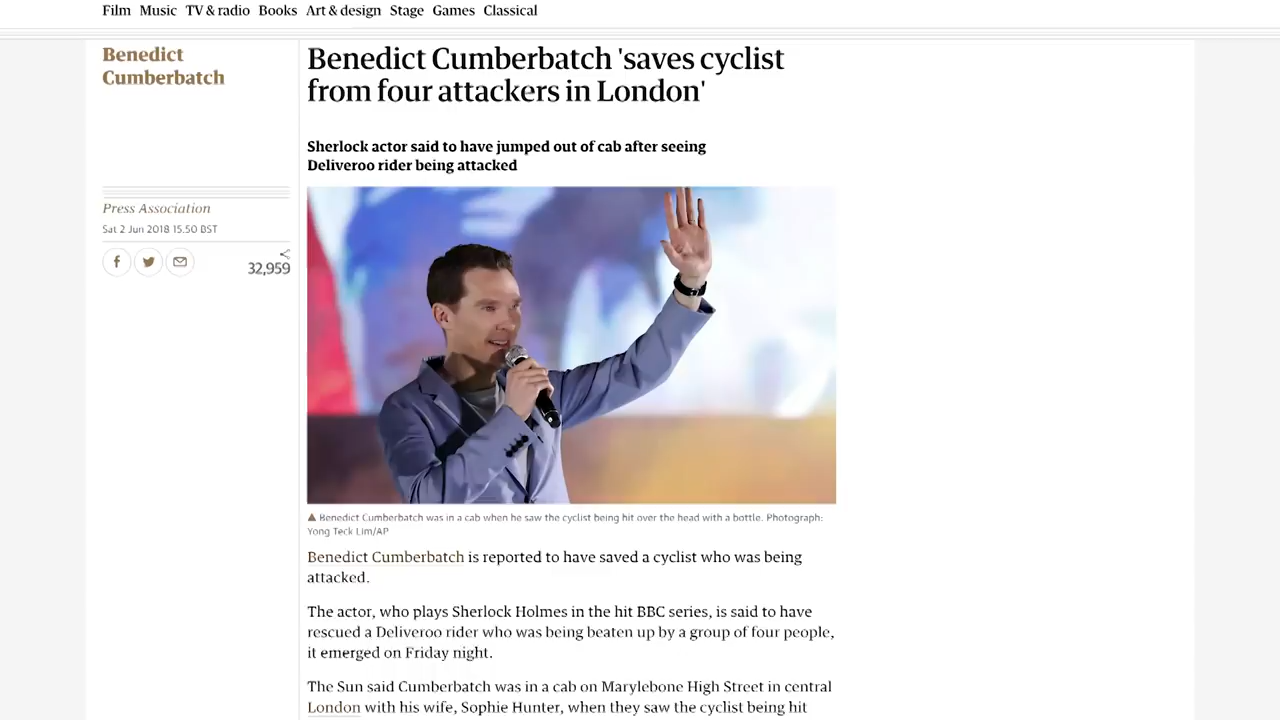 Film Music TV & radio Books Art & design Stage Games Classical
Benedict
Cumberbatch
Benedict Cumberbatch 'saves cyclist
from four attackers in London'
Sherlock actor said to have jumped out of cab after seeing
Deliveroo rider being attacked
Press Association
Sat 2 Jun 2018 15.50 BST
32,959
Benedict Cumberbatch was in a cab when he saw the cyclist being hit over the head with a bottle. Photograph:
Yong Teck Lim/AP
Benedict Cumberbatch is reported to have saved a cyclist who was being
attacked.
The actor, who plays Sherlock Holmes in the hit BBC series, is said to have
rescued a Deliveroo rider who was being beaten up by a group of four people,
it emerged on Friday night.
The Sun said Cumberbatch was in a cab on Marylebone High Street in central
London with his wife, Sophie Hunter, when they saw the cyclist being hit